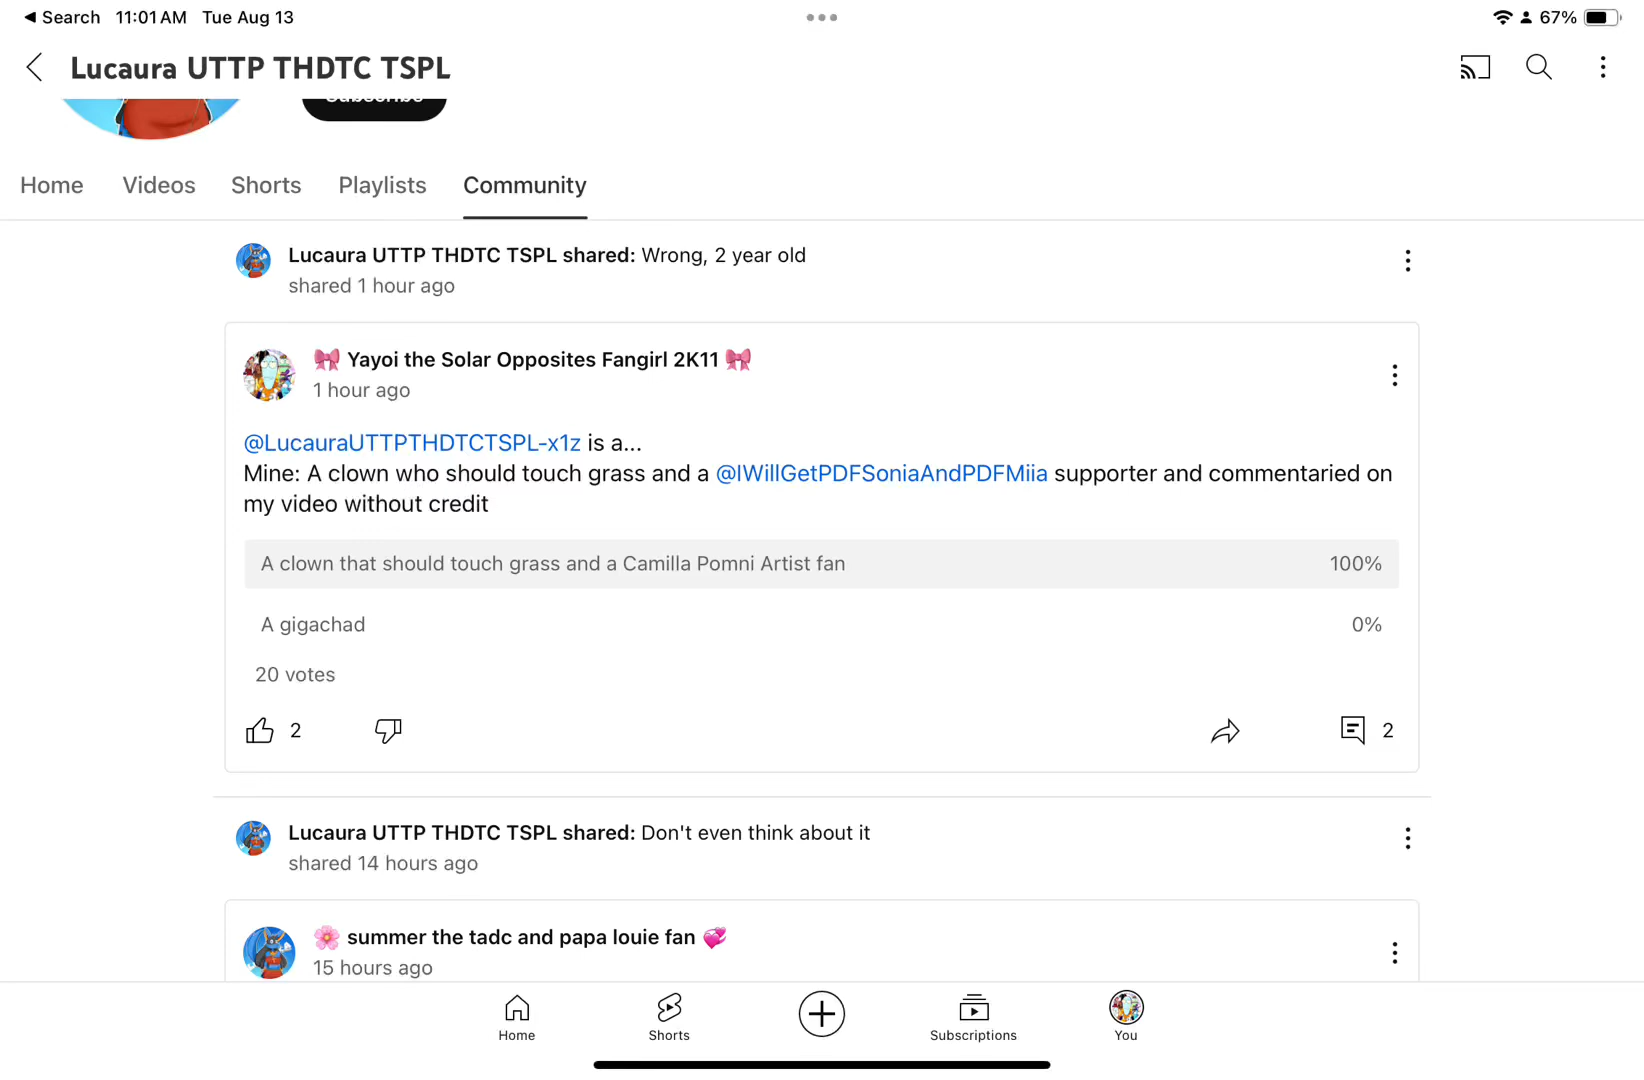 ◀ Search 11:01 AM Tue Aug 13
67%
Lucaura UTTP THDTC TSPL
Subscribe
Home Videos Shorts Playlists Community
Lucaura UTTP THDTC TSPL shared: Wrong, 2 year old
shared 1 hour ago
🎀 Yayoi the Solar Opposites Fangirl 2K11 🎀
1 hour ago
@LucauraUTTPTHDTCTSPL-x1z is a...
Mine: A clown who should touch grass and a @IWillGetPDFSoniaAndPDFMiia supporter and commentaried on
my video without credit
A clown that should touch grass and a Camilla Pomni Artist fan 100%
A gigachad 0%
20 votes
2 2
Lucaura UTTP THDTC TSPL shared: Don't even think about it
shared 14 hours ago
🌸 summer the tadc and papa louie fan 💞
15 hours ago
Home Shorts Subscriptions You